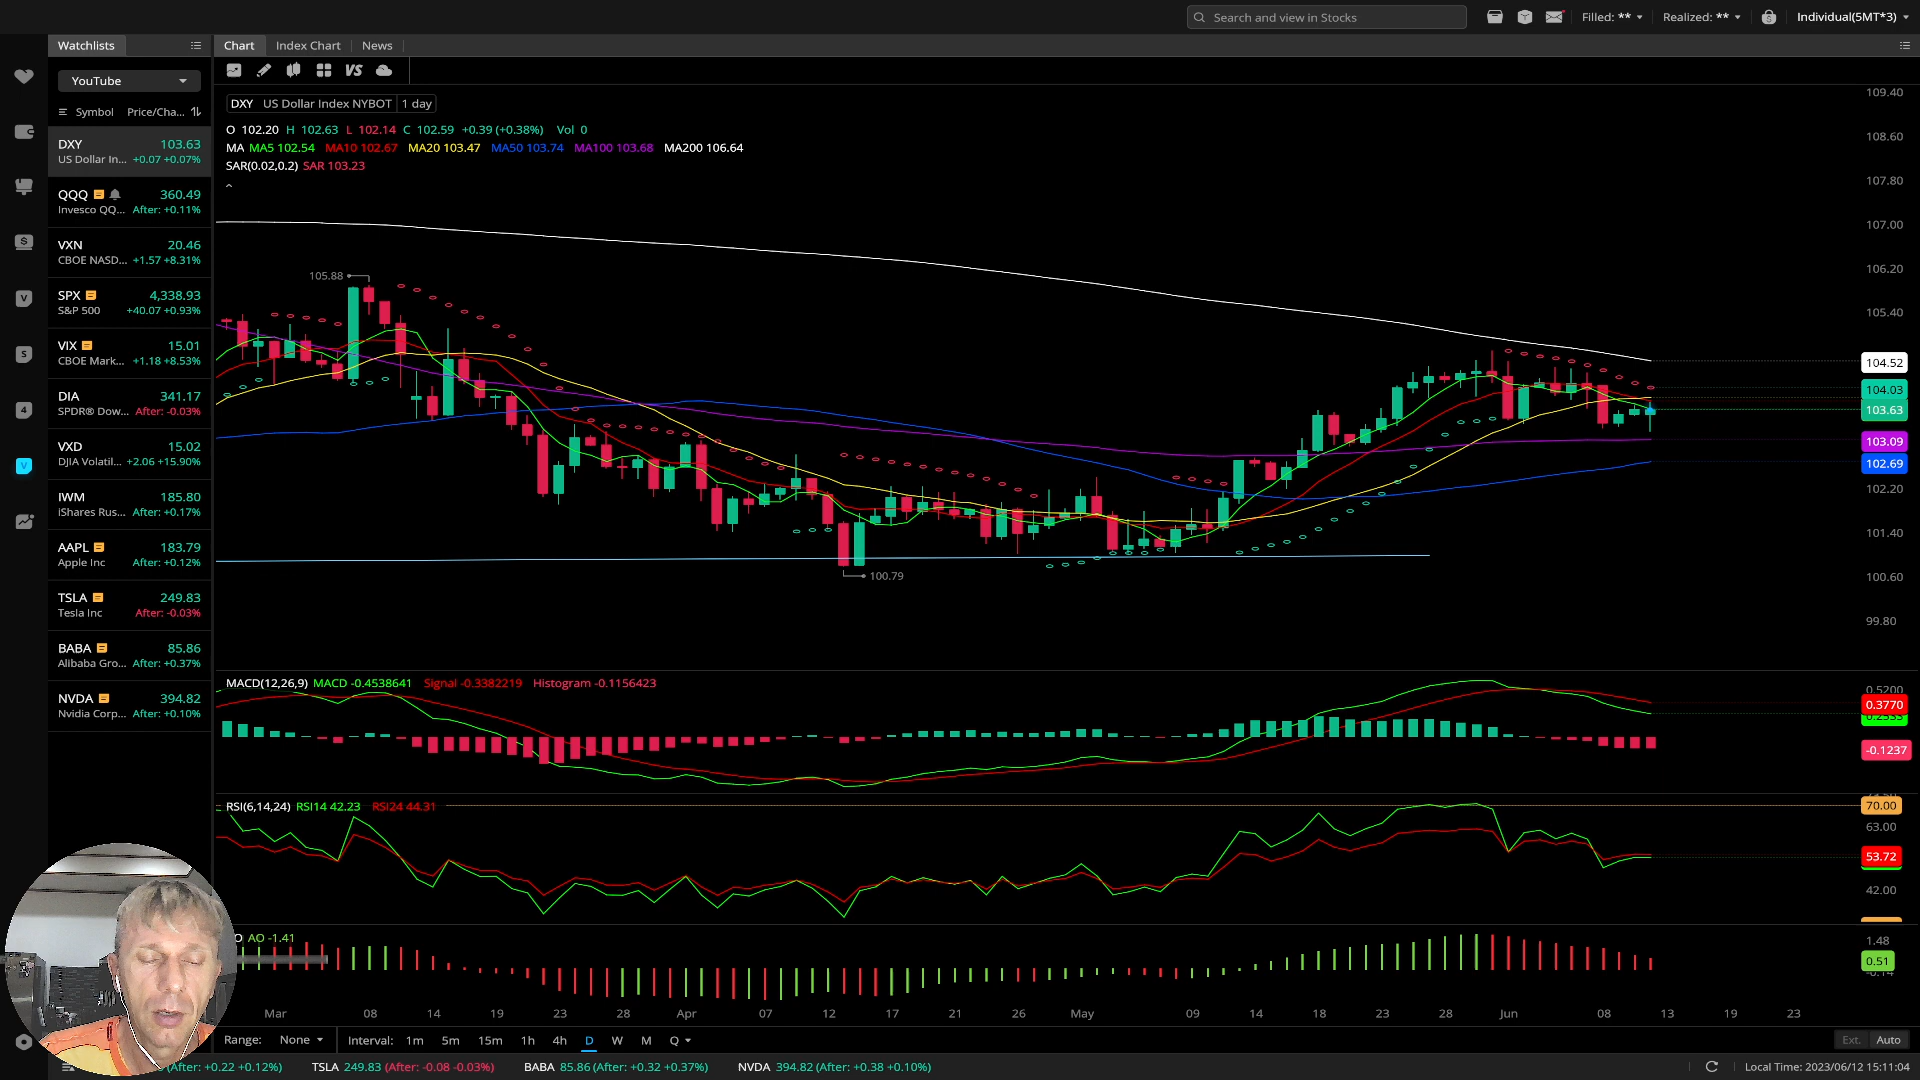 Search and view in Stocks
Filled: **
Realized: **
Individual(5MT*3)
Watchlists
Chart
Index Chart
News
YouTube
VS
Symbol
Price/Cha...
DXY 103.63
US Dollar In... +0.07 +0.07%
QQQ 360.49
Invesco QQ... After: +0.11%
VXN 20.46
CBOE NASD... +1.57 +8.31%
SPX 4,338.93
S&P 500 +40.07 +0.93%
VIX 15.01
CBOE Mark... +1.18 +8.53%
DIA 341.17
SPDR® Dow... After: -0.03%
VXD 15.02
DJIA Volatil... +2.06 +15.90%
IWM 185.80
iShares Rus... After: +0.17%
AAPL 183.79
Apple Inc After: +0.12%
TSLA 249.83
Tesla Inc After: -0.03%
BABA 85.86
Alibaba Gro... After: +0.37%
NVDA 394.82
Nvidia Corp... After: +0.10%
DXY US Dollar Index NYBOT 1 day
O 102.20 H 102.63 L 102.14 C 102.59 +0.39 (+0.38%) Vol 0
MA MA5 102.54 MA10 102.67 MA20 103.47 MA50 103.74 MA100 103.68 MA200 106.64
SAR(0.02,0.2) SAR 103.23
105.88
100.79
109.40
108.60
107.80
107.00
106.20
105.40
104.52
104.03
103.63
103.09
102.69
102.20
101.40
100.60
99.80
MACD(12,26,9) MACD -0.4538641 Signal -0.3382219 Histogram -0.1156423
0.5200
0.3770
-0.1237
RSI(6,14,24) RSI14 42.23 RSI24 44.31
70.00
63.00
53.72
42.00
AO -1.41
1.48
0.51
Mar 08 14 19 23 28 Apr 07 12 17 21 26 May 09 14 18 23 28 Jun 08 13 19 23
Range: None Interval: 1m 5m 15m 1h 4h D W M Q
Ext. Auto
(After: +0.22 +0.12%) TSLA 249.83 (After: -0.08 -0.03%) BABA 85.86 (After: +0.32 +0.37%) NVDA 394.82 (After: +0.38 +0.10%)
Local Time: 2023/06/12 15:11:04